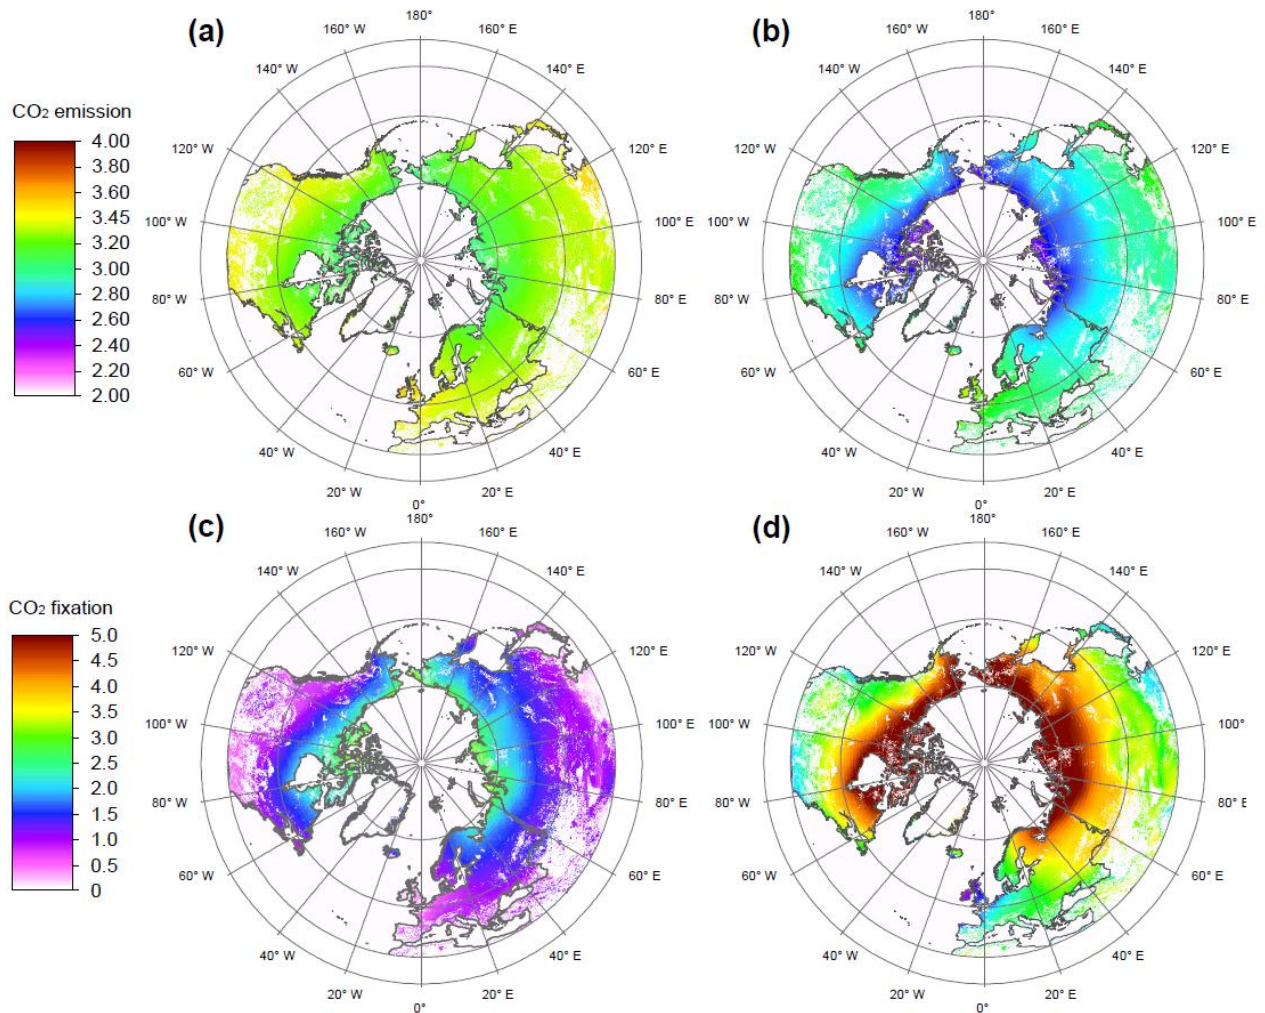 CO₂ emission
4.00
3.80
3.60
3.45
3.20
3.00
2.80
2.60
2.40
2.20
2.00
(a)
180°
160° W
160° E
140° W
140° E
120° W
120° E
100° W
100° E
80° W
80° E
60° W
60° E
40° W
40° E
20° W
20° E
0°
(b)
180°
160° W
160° E
140° W
140° E
120° W
120° E
100° W
100° E
80° W
80° E
60° W
60° E
40° W
40° E
20° W
20° E
0°
CO₂ fixation
5.0
4.5
4.0
3.5
3.0
2.5
2.0
1.5
1.0
0.5
0
(c)
180°
160° W
160° E
140° W
140° E
120° W
120° E
100° W
100° E
80° W
80° E
60° W
60° E
40° W
40° E
20° W
20° E
0°
(d)
180°
160° W
160° E
140° W
140° E
120° W
120° E
100° W
100°
80° W
80° E
60° W
60° E
40° W
40° E
20° W
20° E
0°